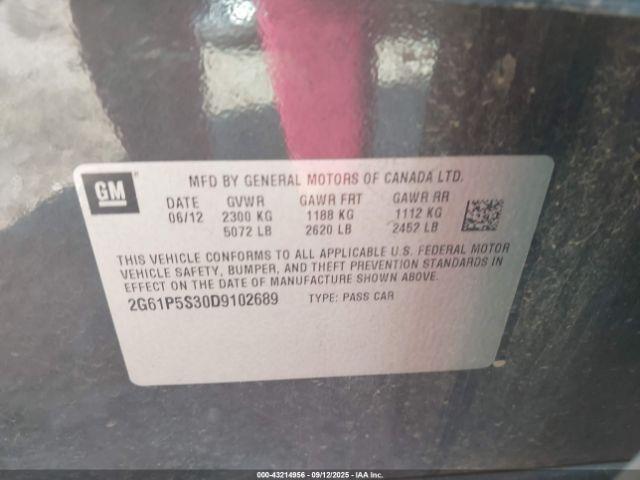 GM
MFD BY GENERAL MOTORS OF CANADA LTD.
DATE GVWR GAWR FRT GAWR RR
06/12 2300 KG 1188 KG 1112 KG
5072 LB 2620 LB 2452 LB
THIS VEHICLE CONFORMS TO ALL APPLICABLE U.S. FEDERAL MOTOR
VEHICLE SAFETY, BUMPER, AND THEFT PREVENTION STANDARDS IN
EFFECT ON THE DATE OF MANUFACTURE SHOWN ABOVE.
2G61P5S30D9102689 TYPE: PASS CAR
000-43214956 - 09/12/2025 - IAA Inc.